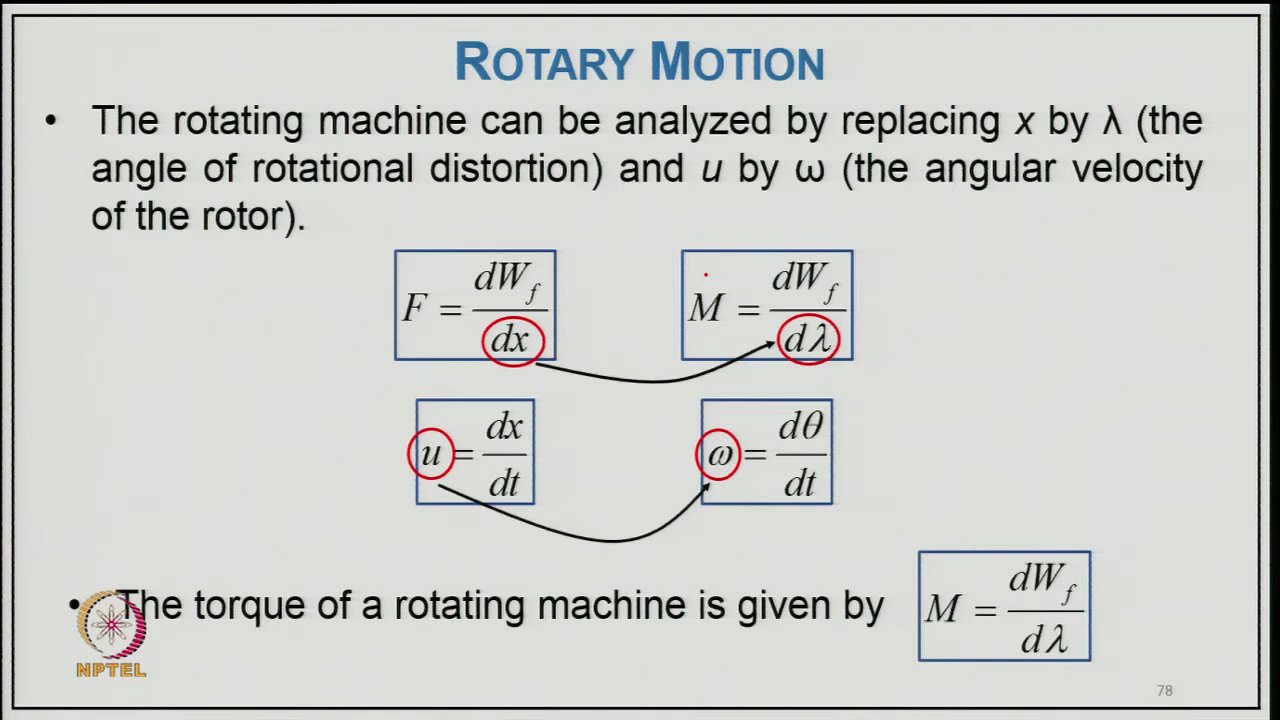 ROTARY MOTION
• The rotating machine can be analyzed by replacing x by λ (the
angle of rotational distortion) and u by ω (the angular velocity
of the rotor).
F = dW_f / dx
M = dW_f / dλ
u = dx / dt
ω = dθ / dt
• The torque of a rotating machine is given by M = dW_f / dλ
NPTEL
78